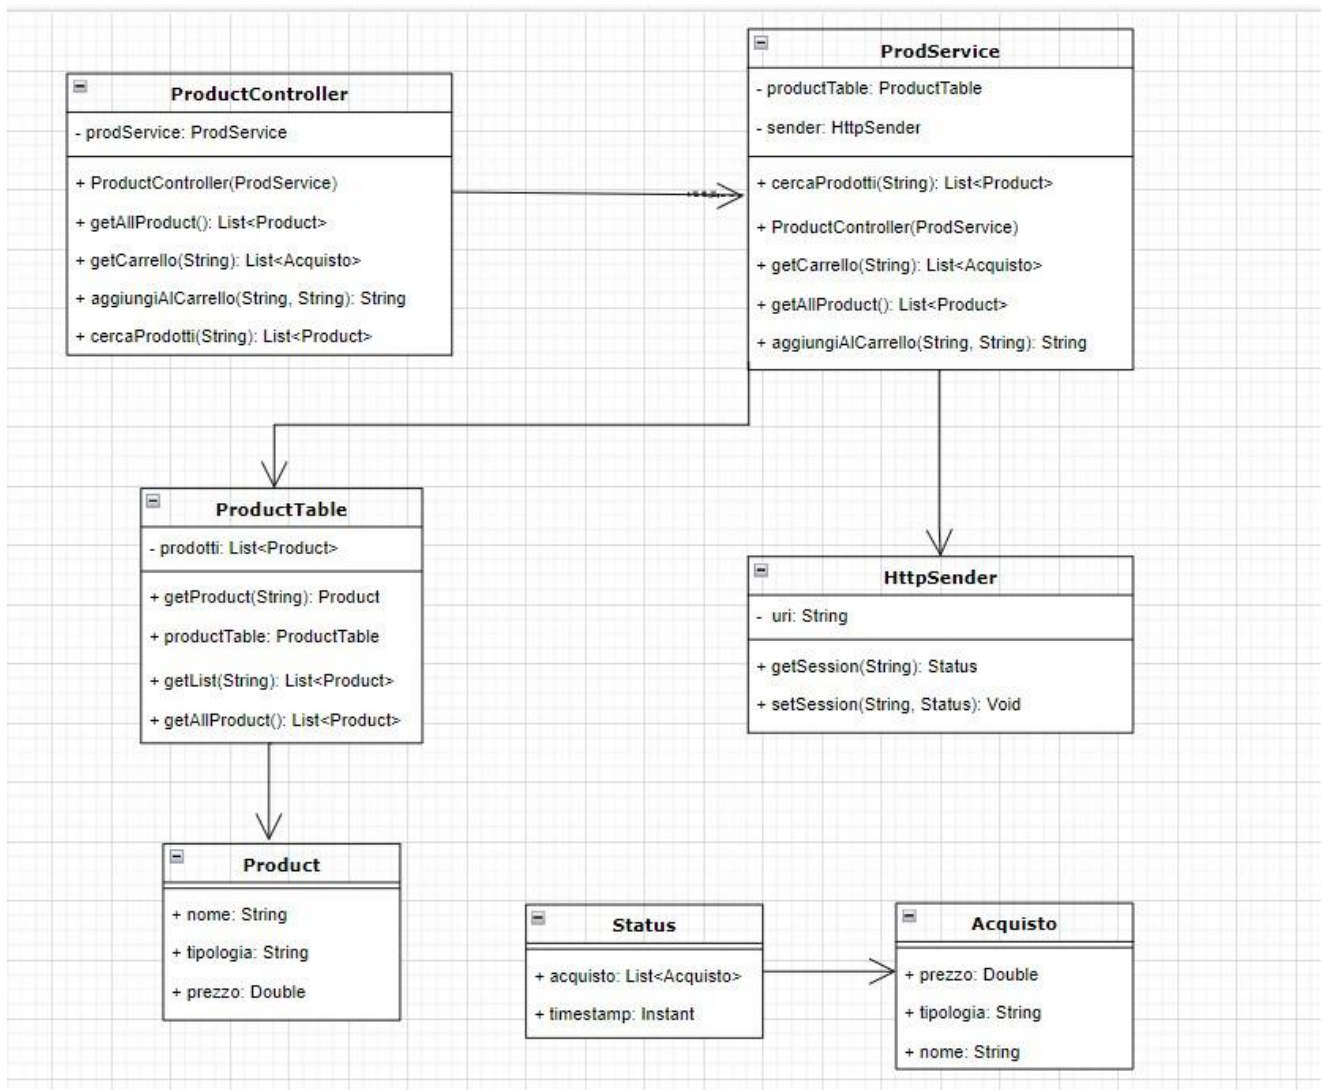 ProductController
- prodService: ProdService
+ ProductController(ProdService)
+ getAllProduct(): List<Product>
+ getCarrello(String): List<Acquisto>
+ aggiungiAlCarrello(String, String): String
+ cercaProdotti(String): List<Product>
ProdService
- productTable: ProductTable
- sender: HttpSender
+ cercaProdotti(String): List<Product>
+ ProductController(ProdService)
+ getCarrello(String): List<Acquisto>
+ getAllProduct(): List<Product>
+ aggiungiAlCarrello(String, String): String
ProductTable
- prodotti: List<Product>
+ getProduct(String): Product
+ productTable: ProductTable
+ getList(String): List<Product>
+ getAllProduct(): List<Product>
HttpSender
- uri: String
+ getSession(String): Status
+ setSession(String, Status): Void
Product
+ nome: String
+ tipologia: String
+ prezzo: Double
Status
+ acquisto: List<Acquisto>
+ timestamp: Instant
Acquisto
+ prezzo: Double
+ tipologia: String
+ nome: String